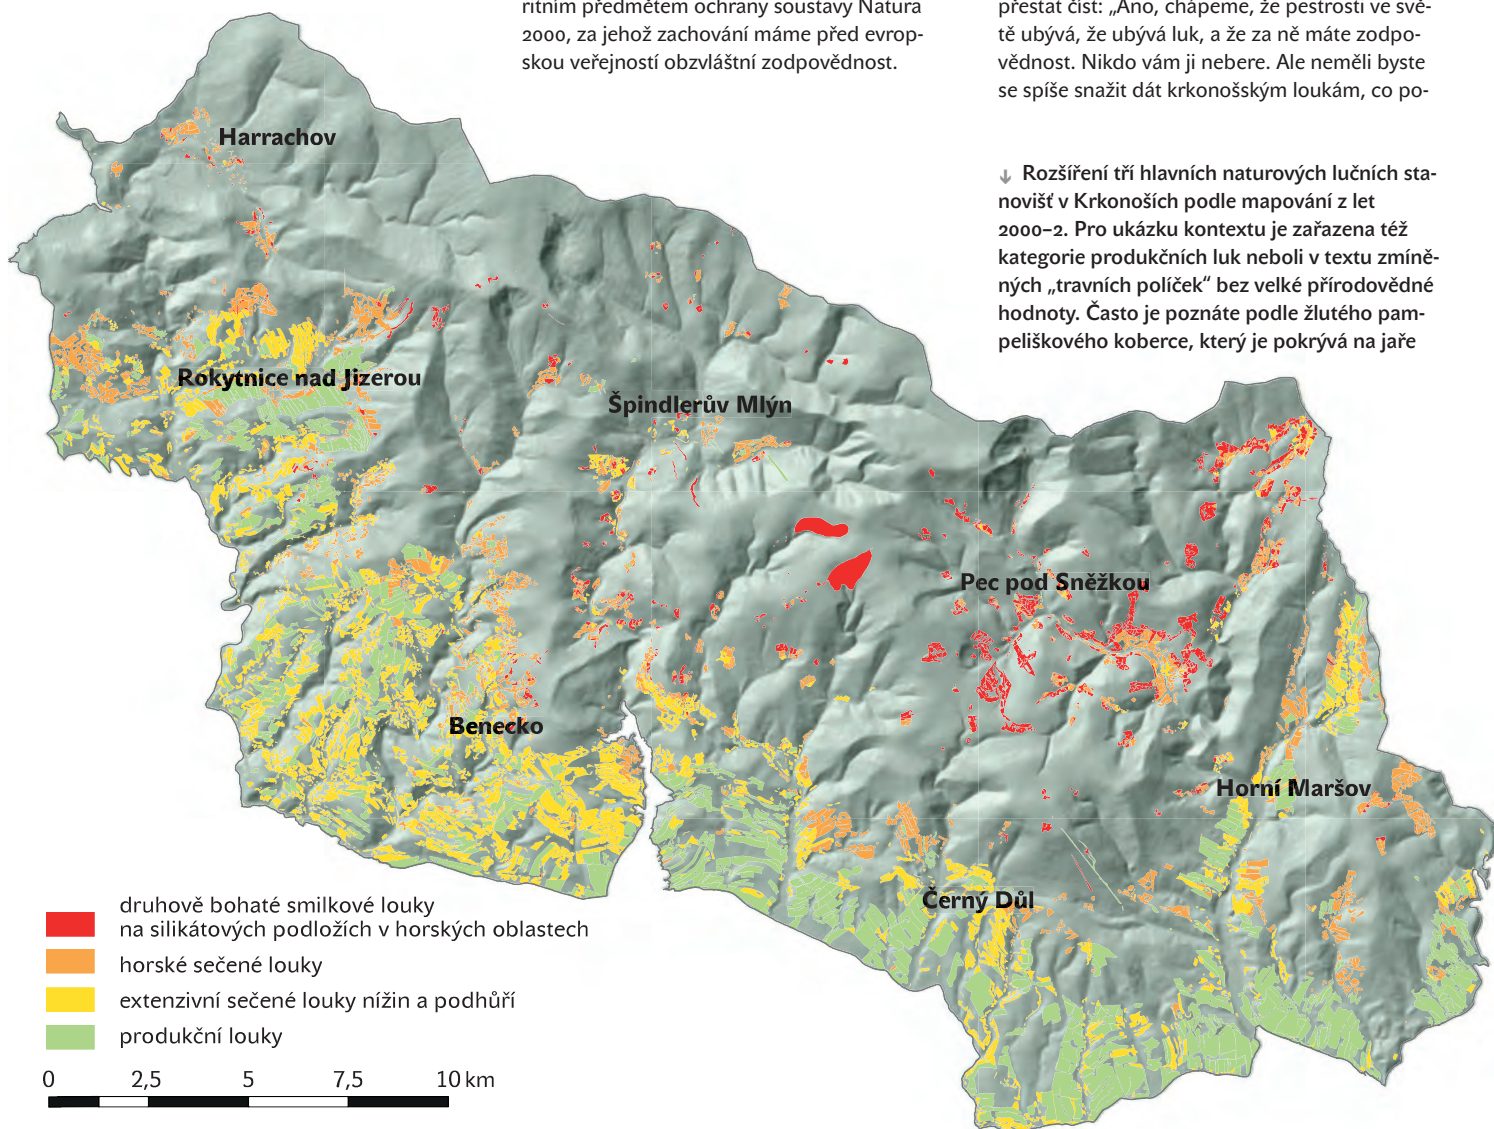 ritním předmětem ochrany soustavy Natura
2000, za jehož zachování máme před evrop-
skou veřejností obzvláštní zodpovědnost.
přestat číst: „Ano, chápeme, že pestrosti ve svě-
tě ubývá, že ubývá luk, a že za ně máte zodpo-
vědnost. Nikdo vám ji nebere. Ale neměli byste
se spíše snažit dát krkonošským loukám, co po-
↓ Rozšíření tří hlavních naturových lučních sta-
novišť v Krkonoších podle mapování z let
2000–2. Pro ukázku kontextu je zařazena též
kategorie produkčních luk neboli v textu zmíně-
ných „travních políček“ bez velké přírodovědné
hodnoty. Často je poznáte podle žlutého pam-
peliškového koberce, který je pokrývá na jaře
Harrachov
Rokytnice nad Jizerou
Špindlerův Mlýn
Pec pod Sněžkou
Benecko
Horní Maršov
Černý Důl
druhově bohaté smilkové louky
na silikátových podložích v horských oblastech
horské sečené louky
extenzivní sečené louky nížin a podhůří
produkční louky
0 2,5 5 7,5 10 km